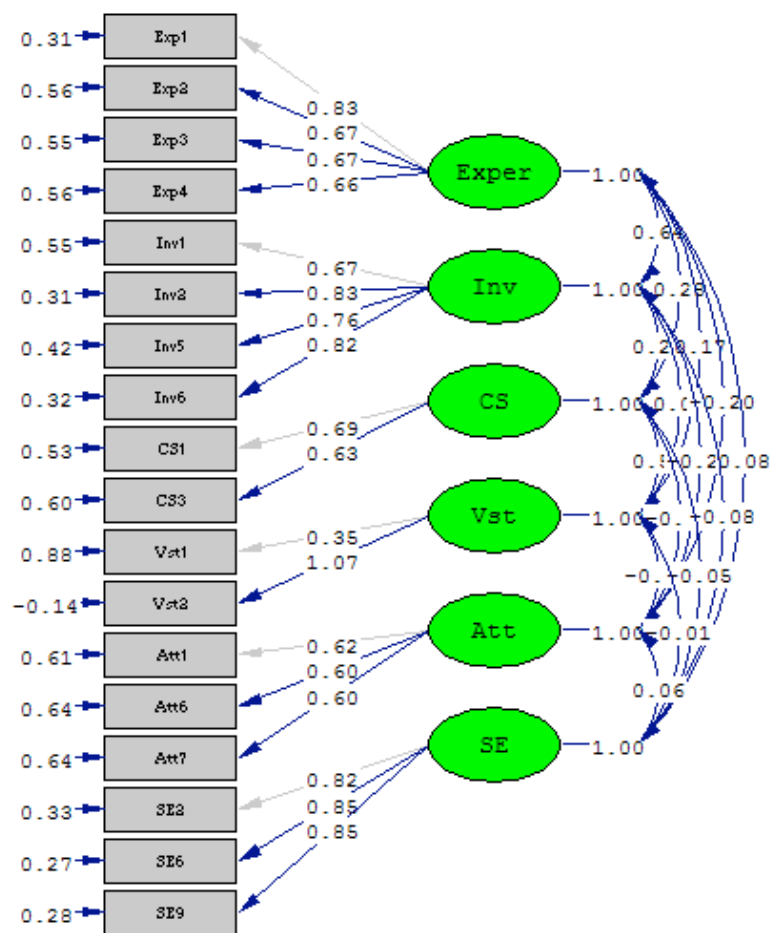 0.31 Exp1
0.56 Exp2
0.83
0.67
0.55 Exp3
0.67
Exper 1.00
0.56 Exp4
0.66
0.55 Inv1
0.64
0.67
0.31 Inv2
0.83
Inv 1.00
0.28
0.76
0.42 Inv5
0.82
0.17
0.32 Inv6
CS 1.00
-0.20
0.53 CS1
0.69
0.63
0.08
0.60 CS3
Vst 1.00
-0.08
0.88 Vst1
0.35
1.07
-0.05
-0.14 Vst2
Att 1.00
-0.01
0.61 Att1
0.62
0.60
0.06
0.64 Att6
0.60
0.64 Att7
SE 1.00
0.82
0.33 SE2
0.85
0.85
0.27 SE6
0.28 SE9